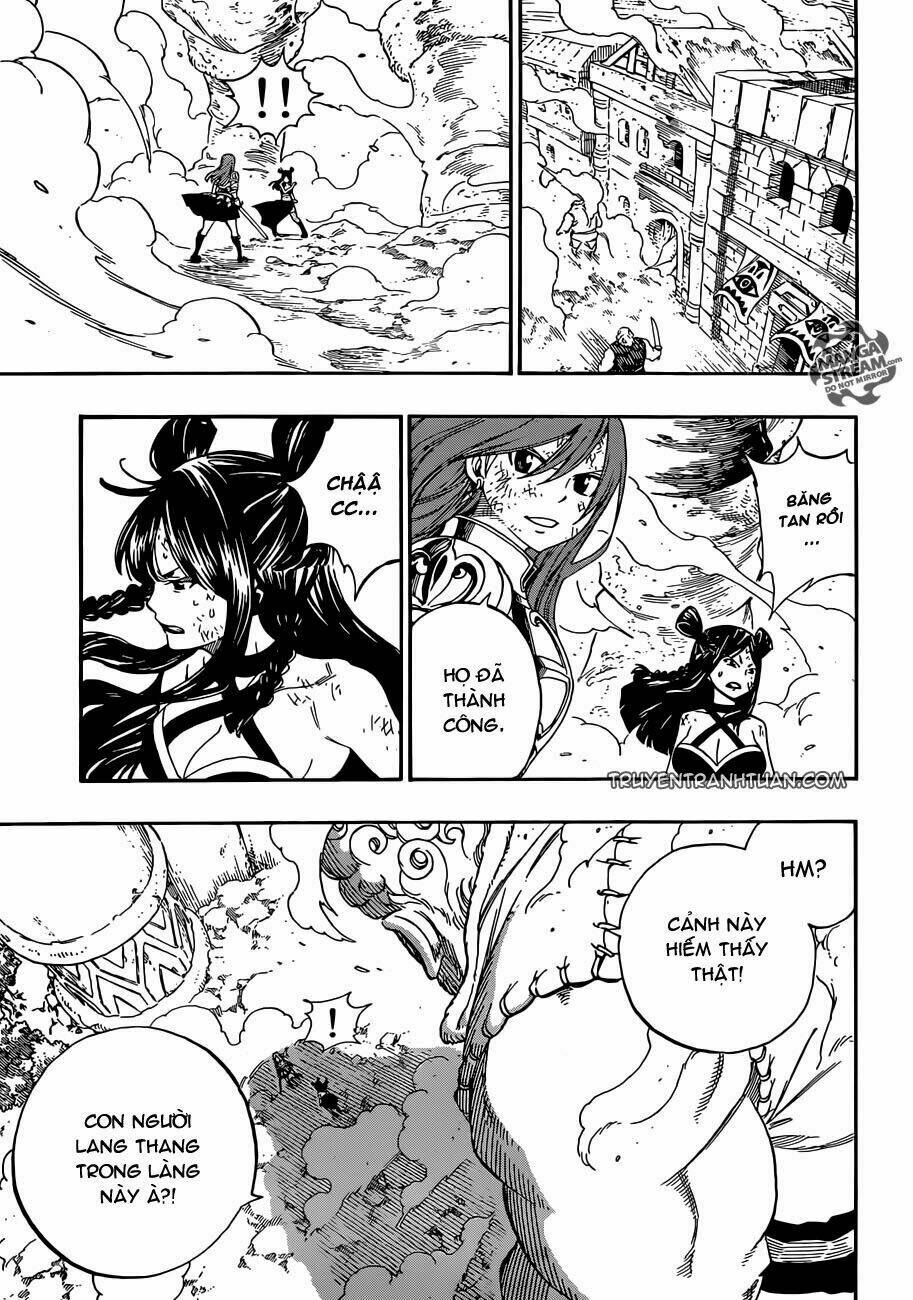 !!
MANGA
STREAM.com
DO NOT MIRROR
BĂNG
TAN RỒI
...
HỌ ĐÃ
THÀNH
CÔNG.
CHẬẬ
CC...
TRUYENTRANHTUAN.COM
HM?
CẢNH NÀY
HIẾM THẤY
THẬT!
!
CON NGƯỜI
LANG THANG
TRONG LÀNG
NÀY À?!